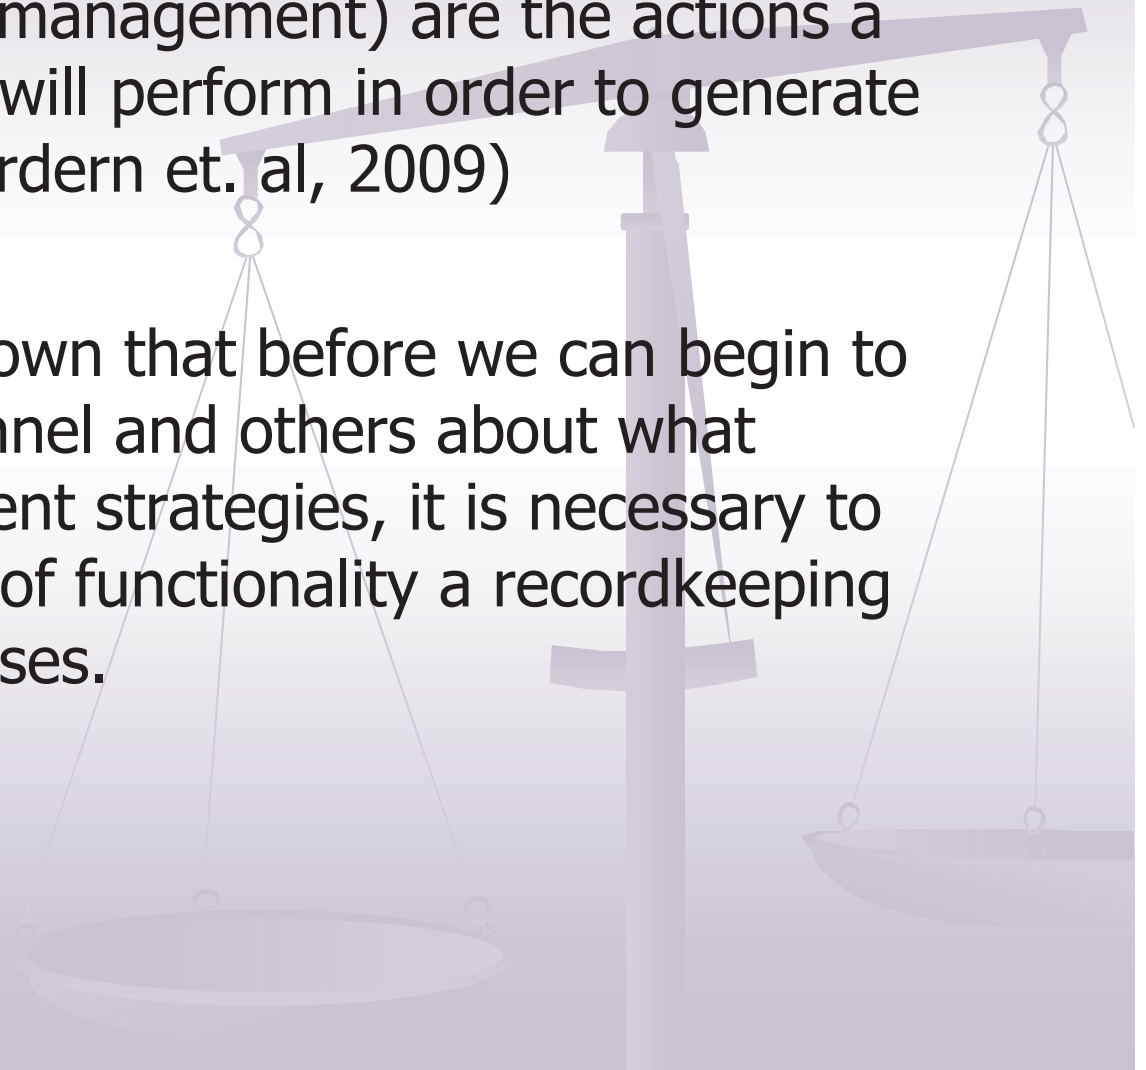 management) are the actions a
will perform in order to generate
rdern et. al, 2009)
own that before we can begin to
nnel and others about what
ent strategies, it is necessary to
of functionality a recordkeeping
ses.